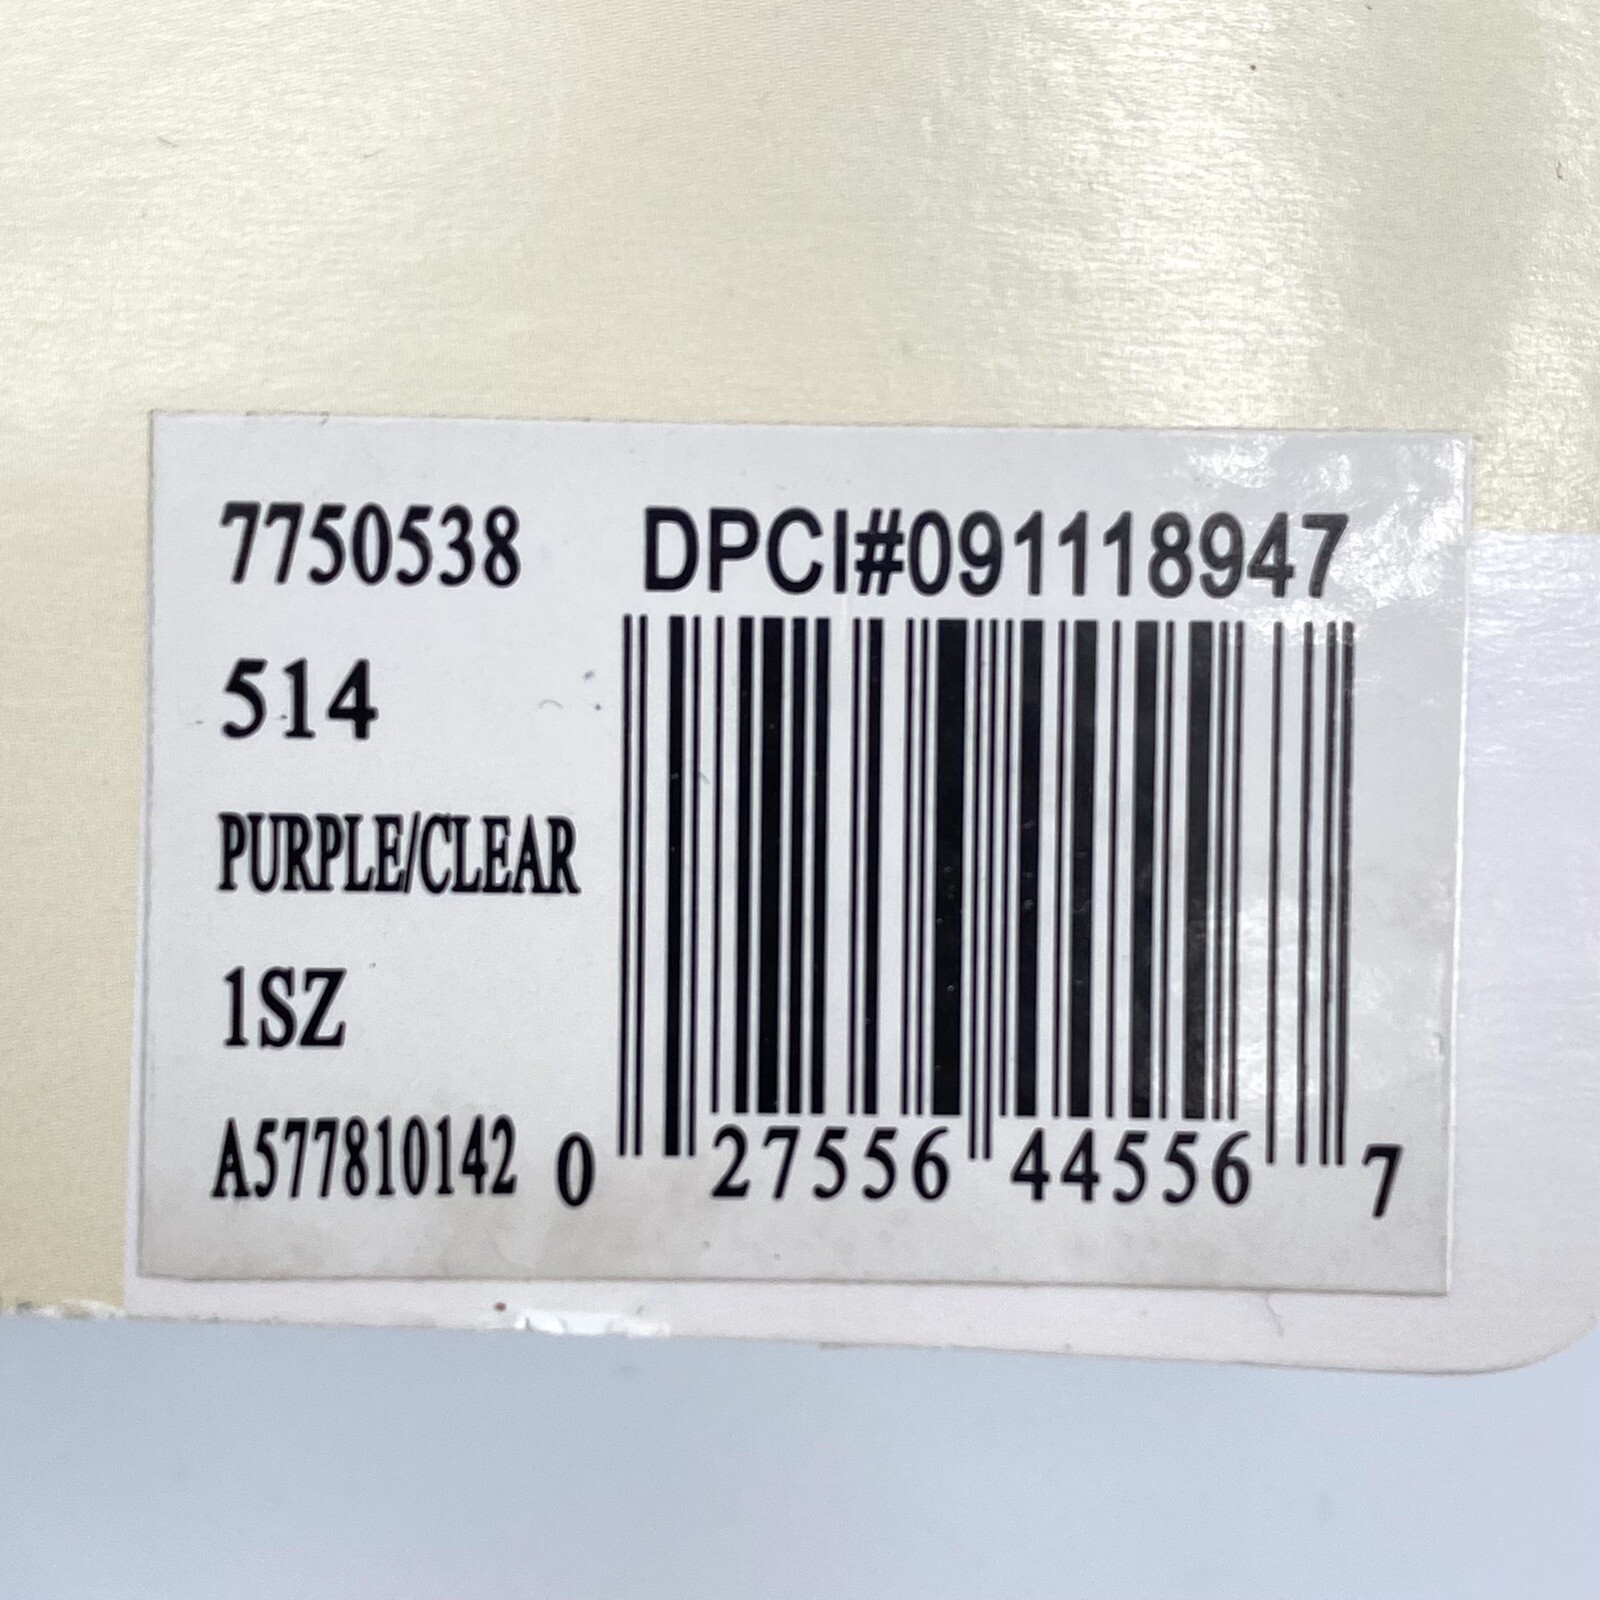 7750538
DPCI#091118947
514
PURPLE/CLEAR
1SZ
A577810142
0 27556 44556 7